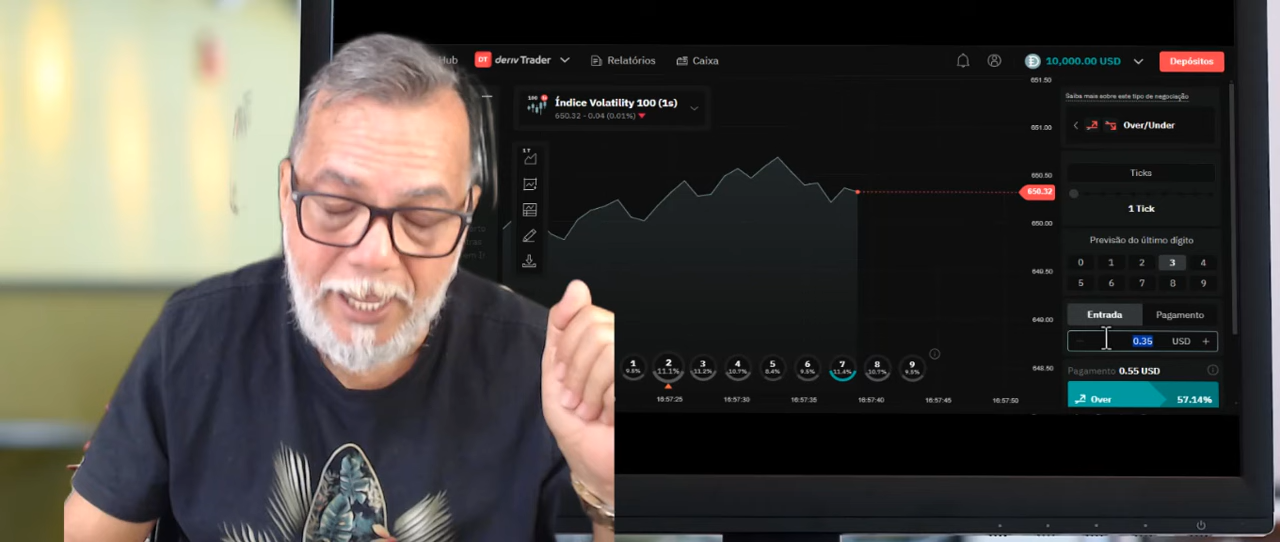 Hub
DT derivTrader
Relatórios
Caixa
10,000.00 USD
Depósitos
100
Índice Volatility 100 (1s)
650.32 - 0.04 (0.01%)
1 T
651.50
651.00
650.50
650.32
650.00
649.50
649.00
648.50
Saiba mais sobre este tipo de negociação
Over/Under
Ticks
1 Tick
Previsão do último dígito
0 1 2 3 4
5 6 7 8 9
Entrada Pagamento
0.35 USD +
Pagamento 0.55 USD
Over 57.14%
1 2 3 4 5 6 7 8 9
9.5% 11.1% 11.2% 10.7% 8.4% 9.5% 11.4% 10.7% 9.5%
16:57:25 16:57:30 16:57:35 16:57:40 16:57:45 16:57:50